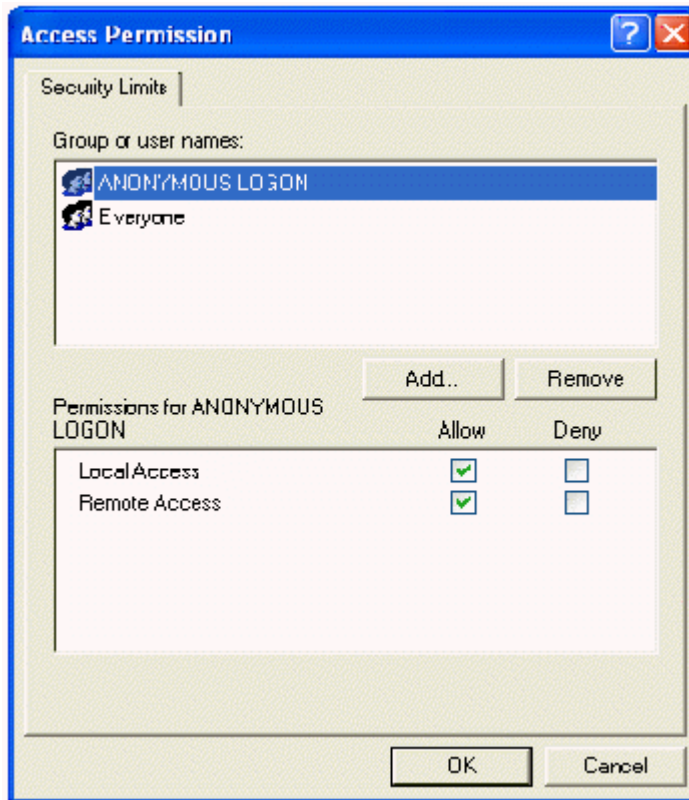 Access Permission
Security Limits
Group or user names:
ANONYMOUS LOGON
Everyone
Add..
Remove
Permissions for ANONYMOUS
LOGON
Allow
Deny
Local Access
Remote Access
OK
Cancel